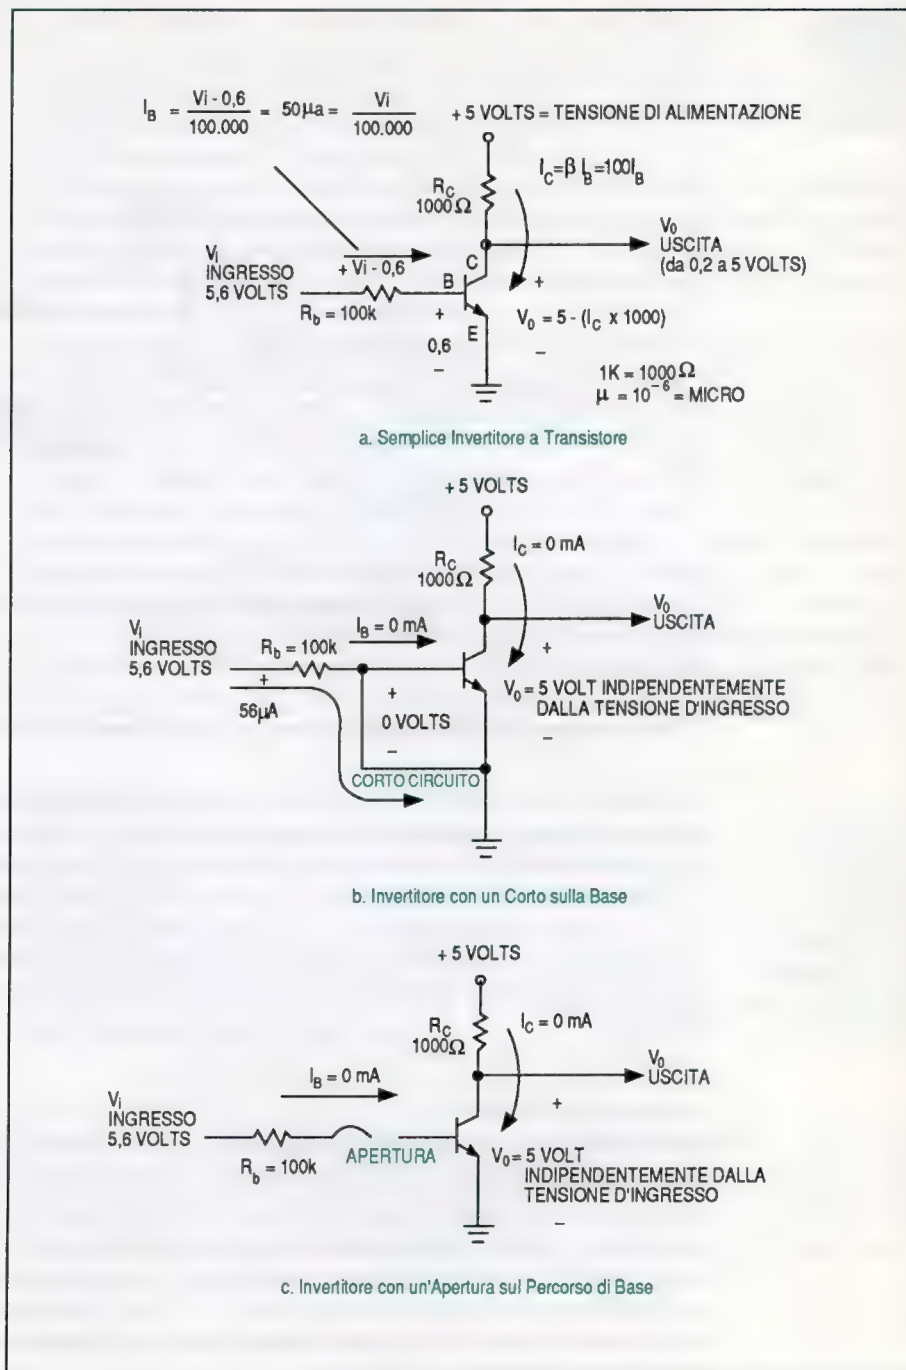 I_B = Vi - 0,6 / 100.000 = 50µa = Vi / 100.000
+ 5 VOLTS = TENSIONE DI ALIMENTAZIONE
R_C
1000Ω
I_C=β I_B=100I_B
V_i
INGRESSO
5,6 VOLTS
+ Vi - 0,6
R_b = 100k
B
C
E
+
0,6
–
+
V_0 = 5 - (I_C x 1000)
–
V_0
USCITA
(da 0,2 a 5 VOLTS)
1K = 1000 Ω
µ = 10^-6 = MICRO
a. Semplice Invertitore a Transistore
+ 5 VOLTS
R_C
1000Ω
I_C = 0 mA
V_i
INGRESSO
5,6 VOLTS
R_b = 100k
I_B = 0 mA
+
56µA
+
0 VOLTS
–
CORTO CIRCUITO
V_0
USCITA
+
V_0 = 5 VOLT INDIPENDENTEMENTE
DALLA TENSIONE D'INGRESSO
–
b. Invertitore con un Corto sulla Base
+ 5 VOLTS
R_C
1000Ω
I_C = 0 mA
I_B = 0 mA
V_i
INGRESSO
5,6 VOLTS
R_b = 100k
APERTURA
V_0
USCITA
+
V_0 = 5 VOLT
INDIPENDENTEMENTE DALLA
TENSIONE D'INGRESSO
–
c. Invertitore con un'Apertura sul Percorso di Base